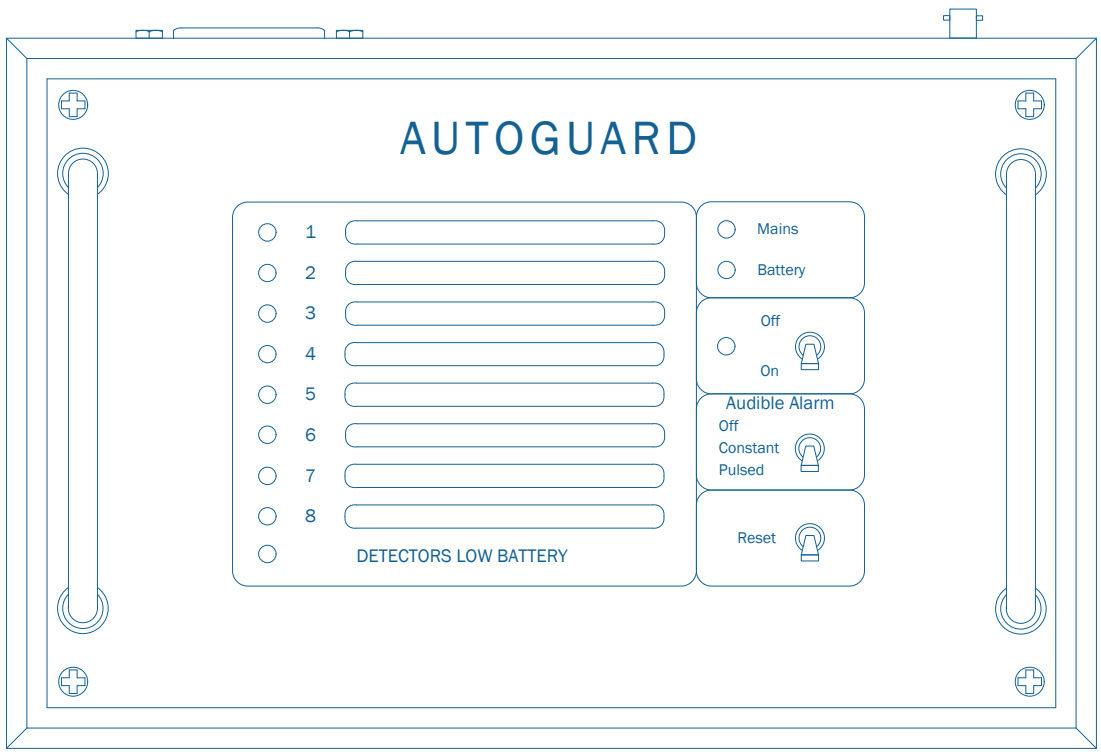 AUTOGUARD
1
2
3
4
5
6
7
8
DETECTORS LOW BATTERY
Mains
Battery
Off
On
Audible Alarm
Off
Constant
Pulsed
Reset